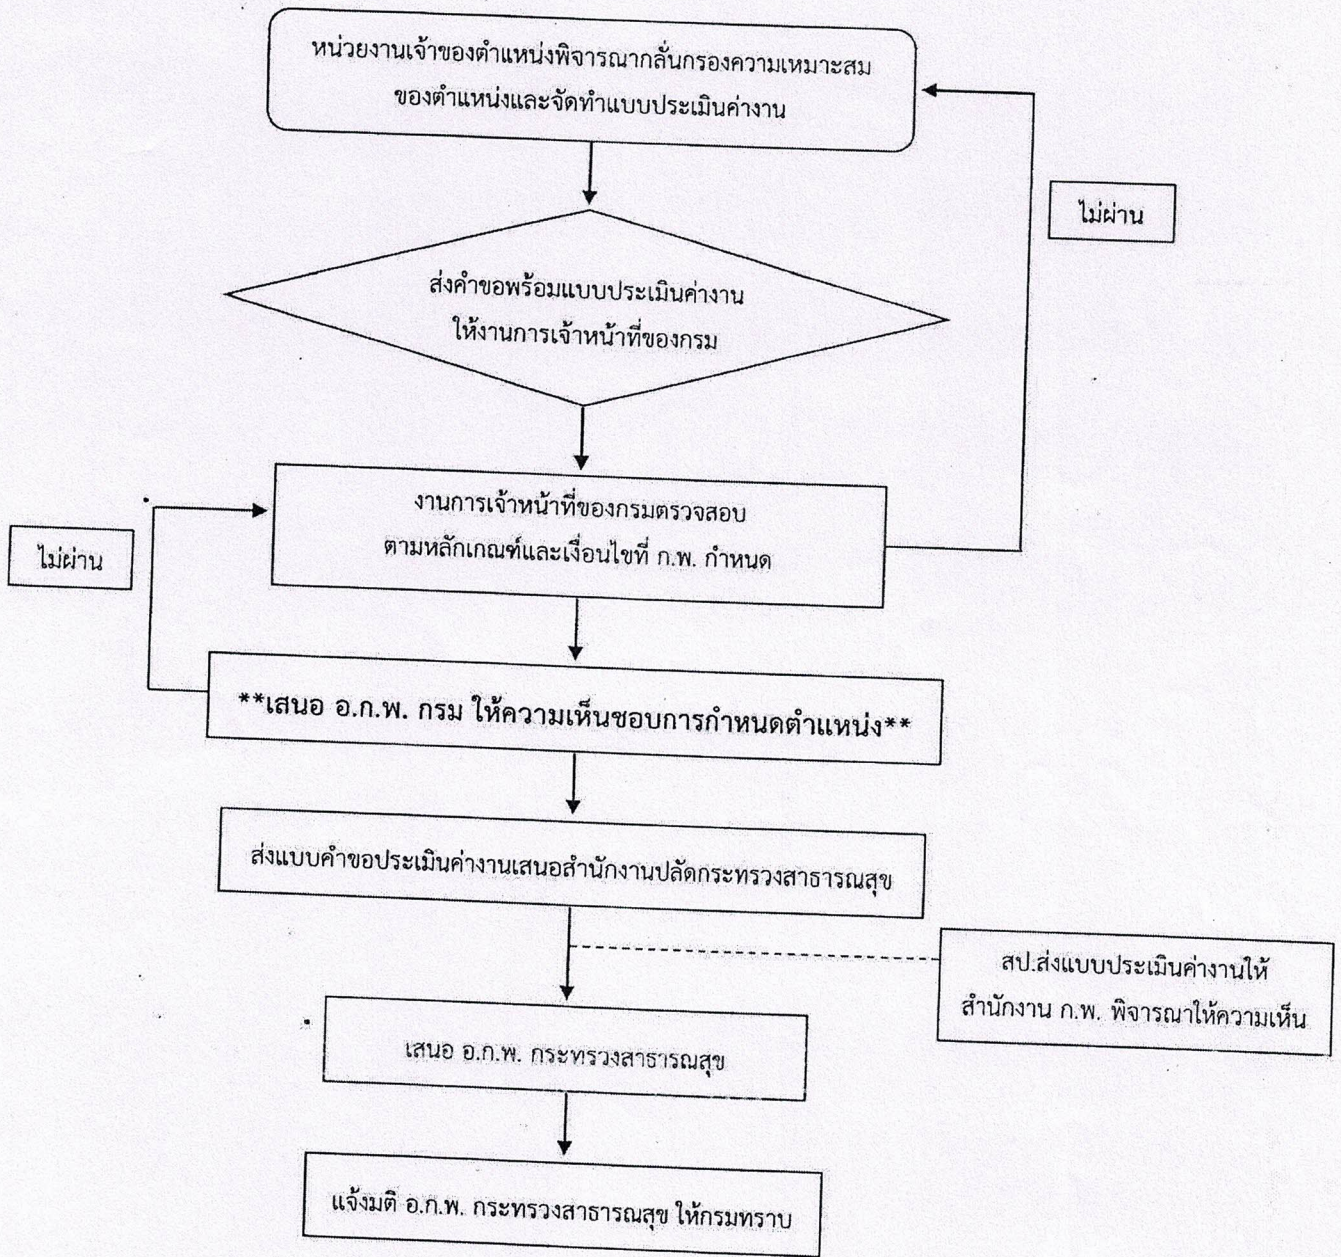 หน่วยงานเจ้าของตำแหน่งพิจารณากลั่นกรองความเหมาะสม
ของตำแหน่งและจัดทำแบบประเมินค่างาน
ไม่ผ่าน
ส่งคำขอพร้อมแบบประเมินค่างาน
ให้งานการเจ้าหน้าที่ของกรม
งานการเจ้าหน้าที่ของกรมตรวจสอบ
ตามหลักเกณฑ์และเงื่อนไขที่ ก.พ. กำหนด
ไม่ผ่าน
**เสนอ อ.ก.พ. กรม ให้ความเห็นชอบการกำหนดตำแหน่ง**
ส่งแบบคำขอประเมินค่างานเสนอสำนักงานปลัดกระทรวงสาธารณสุข
สป.ส่งแบบประเมินค่างานให้
สำนักงาน ก.พ. พิจารณาให้ความเห็น
เสนอ อ.ก.พ. กระทรวงสาธารณสุข
แจ้งมติ อ.ก.พ. กระทรวงสาธารณสุข ให้กรมทราบ